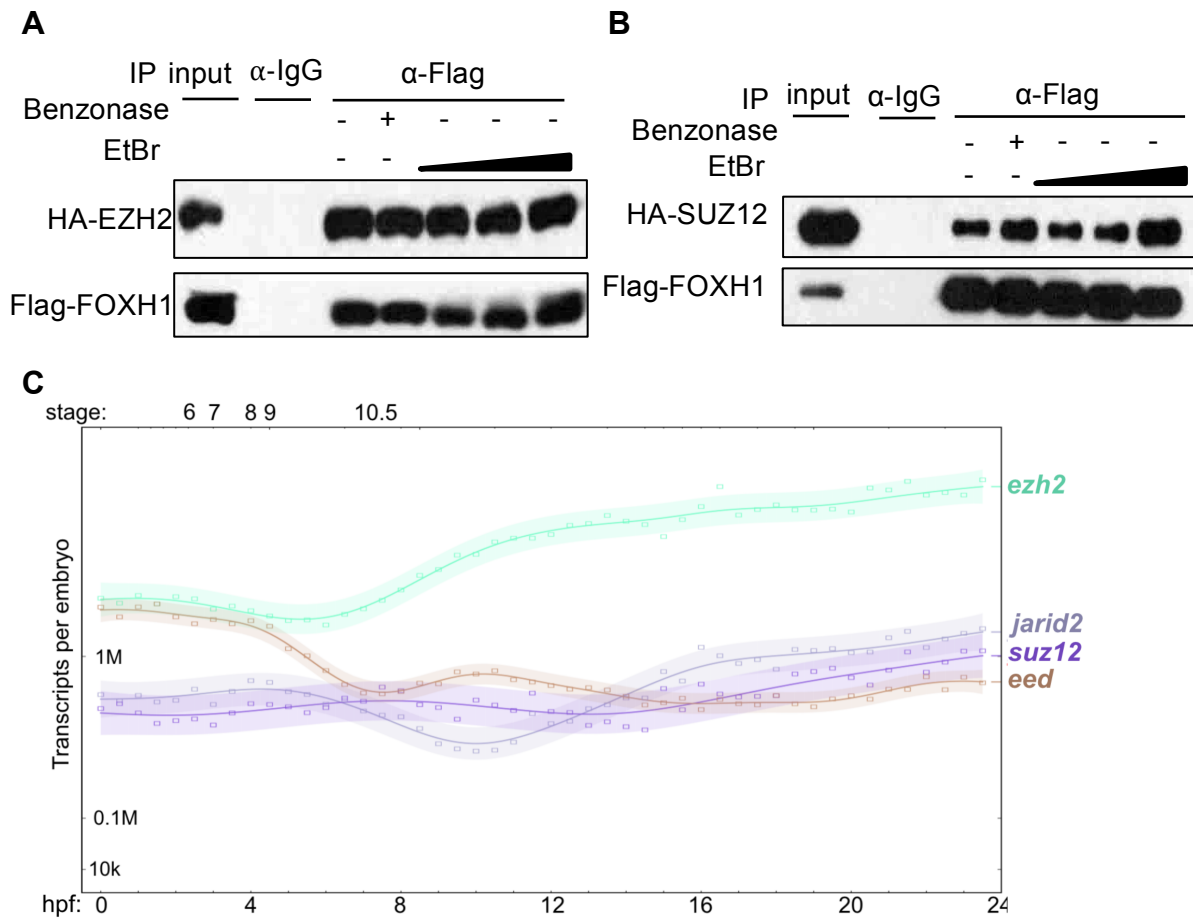 A
IP input α-IgG α-Flag
Benzonase - + - - -
EtBr - -
HA-EZH2
Flag-FOXH1
B
IP input α-IgG α-Flag
Benzonase - + - - -
EtBr - -
HA-SUZ12
Flag-FOXH1
C
stage: 6 7 8 9 10.5
Transcripts per embryo
1M
0.1M
10k
ezh2
jarid2
suz12
eed
hpf: 0 4 8 12 16 20 24